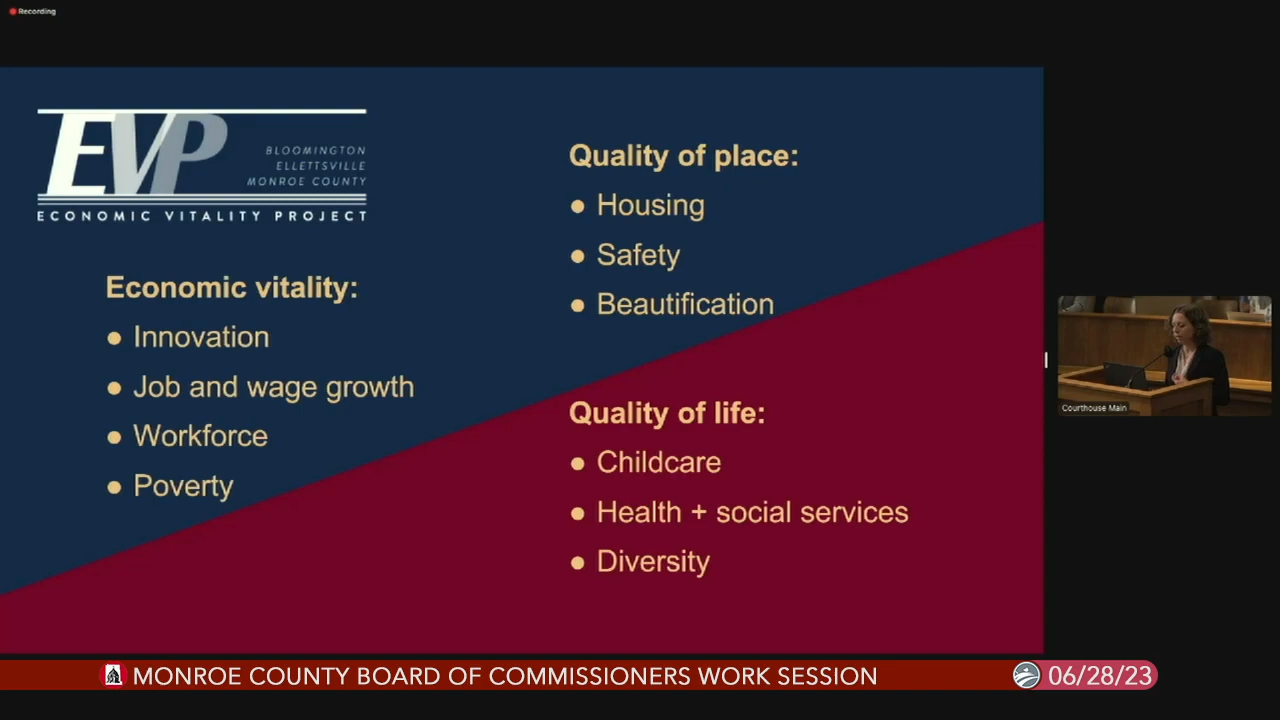 Recording
EVP
BLOOMINGTON
ELLETTSVILLE
MONROE COUNTY
ECONOMIC VITALITY PROJECT
Economic vitality:
● Innovation
● Job and wage growth
● Workforce
● Poverty
Quality of place:
● Housing
● Safety
● Beautification
Quality of life:
● Childcare
● Health + social services
● Diversity
Courthouse Main
MONROE COUNTY BOARD OF COMMISSIONERS WORK SESSION
06/28/23